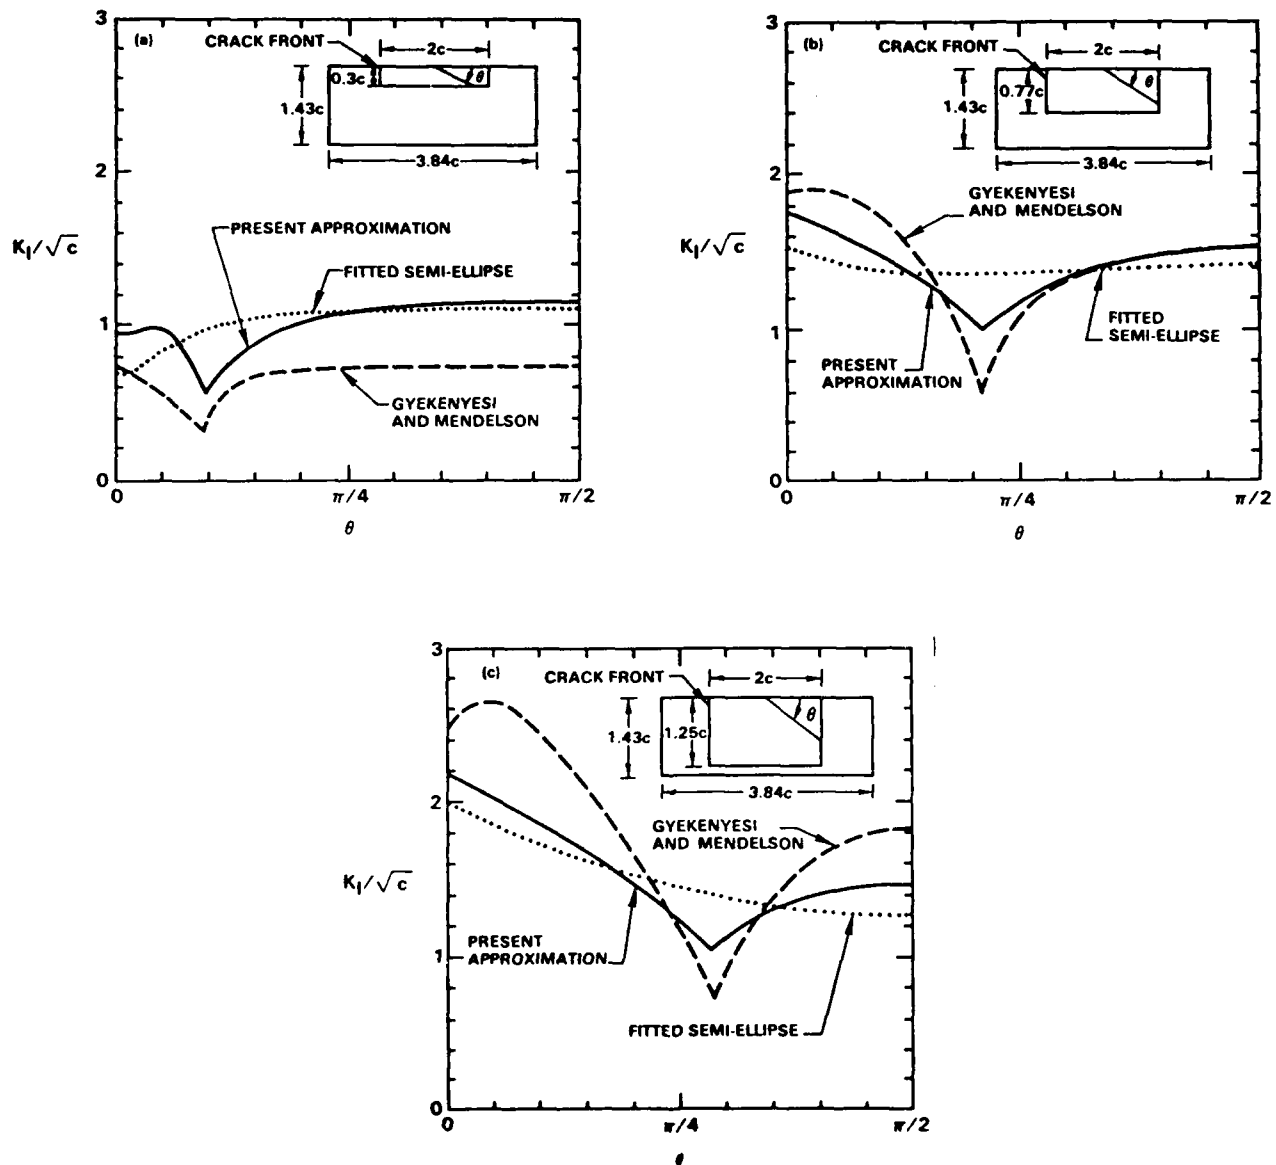 3
(a)
CRACK FRONT
2c
0.3c
θ
1.43c
3.84c
2
K_I/√c
PRESENT APPROXIMATION
FITTED SEMI-ELLIPSE
1
GYEKENYESI
AND MENDELSON
0
0
π/4
π/2
θ
3
(b)
CRACK FRONT
2c
0.77c
θ
1.43c
3.84c
2
GYEKENYESI
AND MENDELSON
K_I/√c
1
FITTED
SEMI-ELLIPSE
PRESENT
APPROXIMATION
0
0
π/4
π/2
θ
3
(c)
CRACK FRONT
2c
θ
1.43c
1.25c
3.84c
2
GYEKENYESI
AND MENDELSON
K_I/√c
PRESENT
APPROXIMATION
1
FITTED SEMI-ELLIPSE
0
0
π/4
π/2